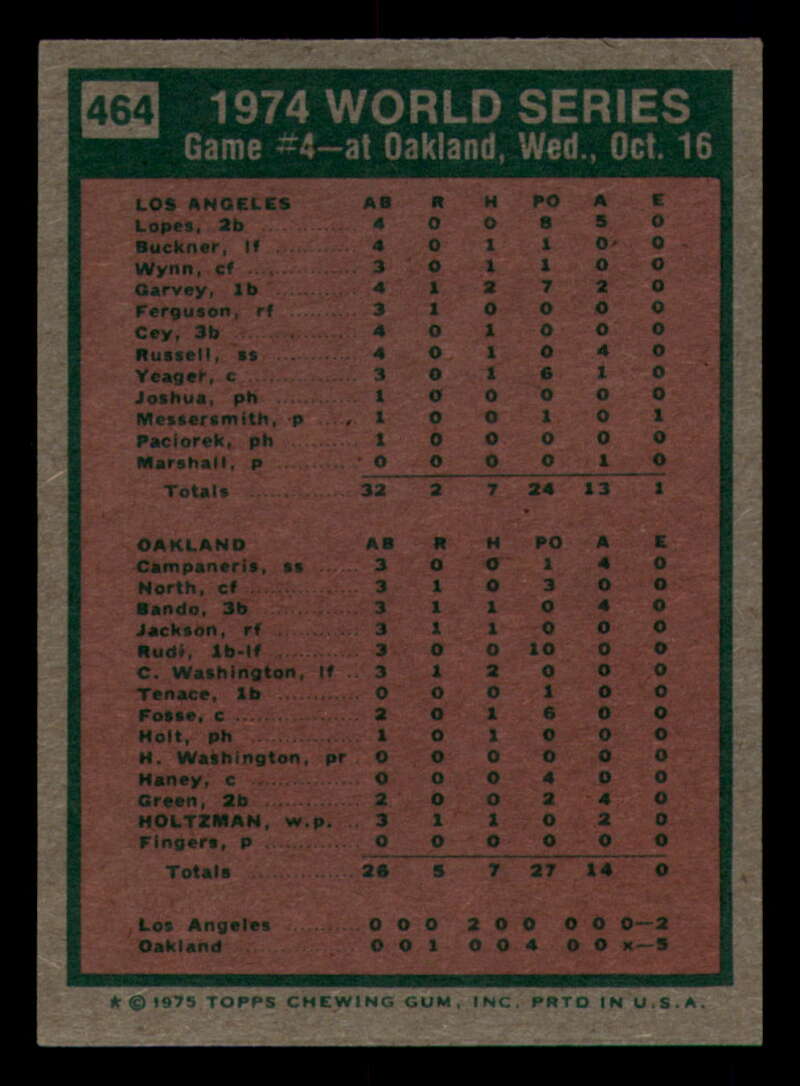 464
1974 WORLD SERIES
Game #4—at Oakland, Wed., Oct. 16
LOS ANGELES AB R H PO A E
Lopes, 2b 4 0 0 8 5 0
Buckner, lf 4 0 1 1 0 0
Wynn, cf 3 0 1 1 0 0
Garvey, 1b 4 1 2 7 2 0
Ferguson, rf 3 1 0 0 0 0
Cey, 3b 4 0 1 0 0 0
Russell, ss 4 0 1 0 4 0
Yeager, c 3 0 1 6 1 0
Joshua, ph 1 0 0 0 0 0
Messersmith, p 1 0 0 1 0 1
Paciorek, ph 1 0 0 0 0 0
Marshall, p 0 0 0 0 1 0
Totals 32 2 7 24 13 1
OAKLAND AB R H PO A E
Campaneris, ss 3 0 0 1 4 0
North, cf 3 1 0 3 0 0
Bando, 3b 3 1 1 0 4 0
Jackson, rf 3 1 1 0 0 0
Rudi, 1b-lf 3 0 0 10 0 0
C. Washington, lf 3 1 2 0 0 0
Tenace, 1b 0 0 0 1 0 0
Fosse, c 2 0 1 6 0 0
Holt, ph 1 0 1 0 0 0
H. Washington, pr 0 0 0 0 0 0
Haney, c 0 0 0 4 0 0
Green, 2b 2 0 0 2 4 0
HOLTZMAN, w.p. 3 1 1 0 2 0
Fingers, p 0 0 0 0 0 0
Totals 26 5 7 27 14 0
Los Angeles 0 0 0 2 0 0 0 0 0—2
Oakland 0 0 1 0 0 4 0 0 x—5
* © 1975 TOPPS CHEWING GUM, INC. PRTD IN U.S.A.